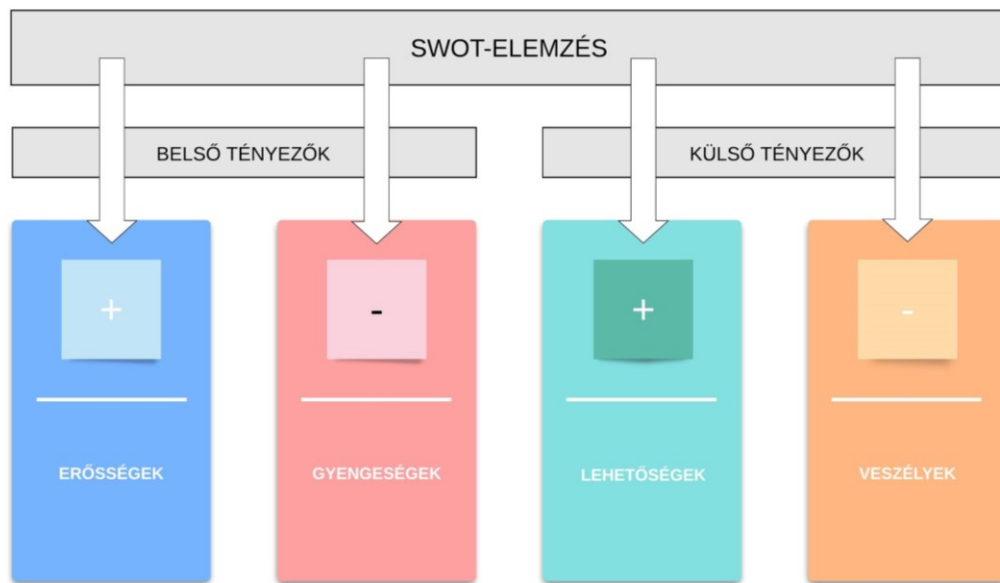 SWOT-ELEMZÉS
BELSŐ TÉNYEZŐK
KÜLSŐ TÉNYEZŐK
+
-
+
-
ERŐSSÉGEK
GYENGESÉGEK
LEHETŐSÉGEK
VESZÉLYEK